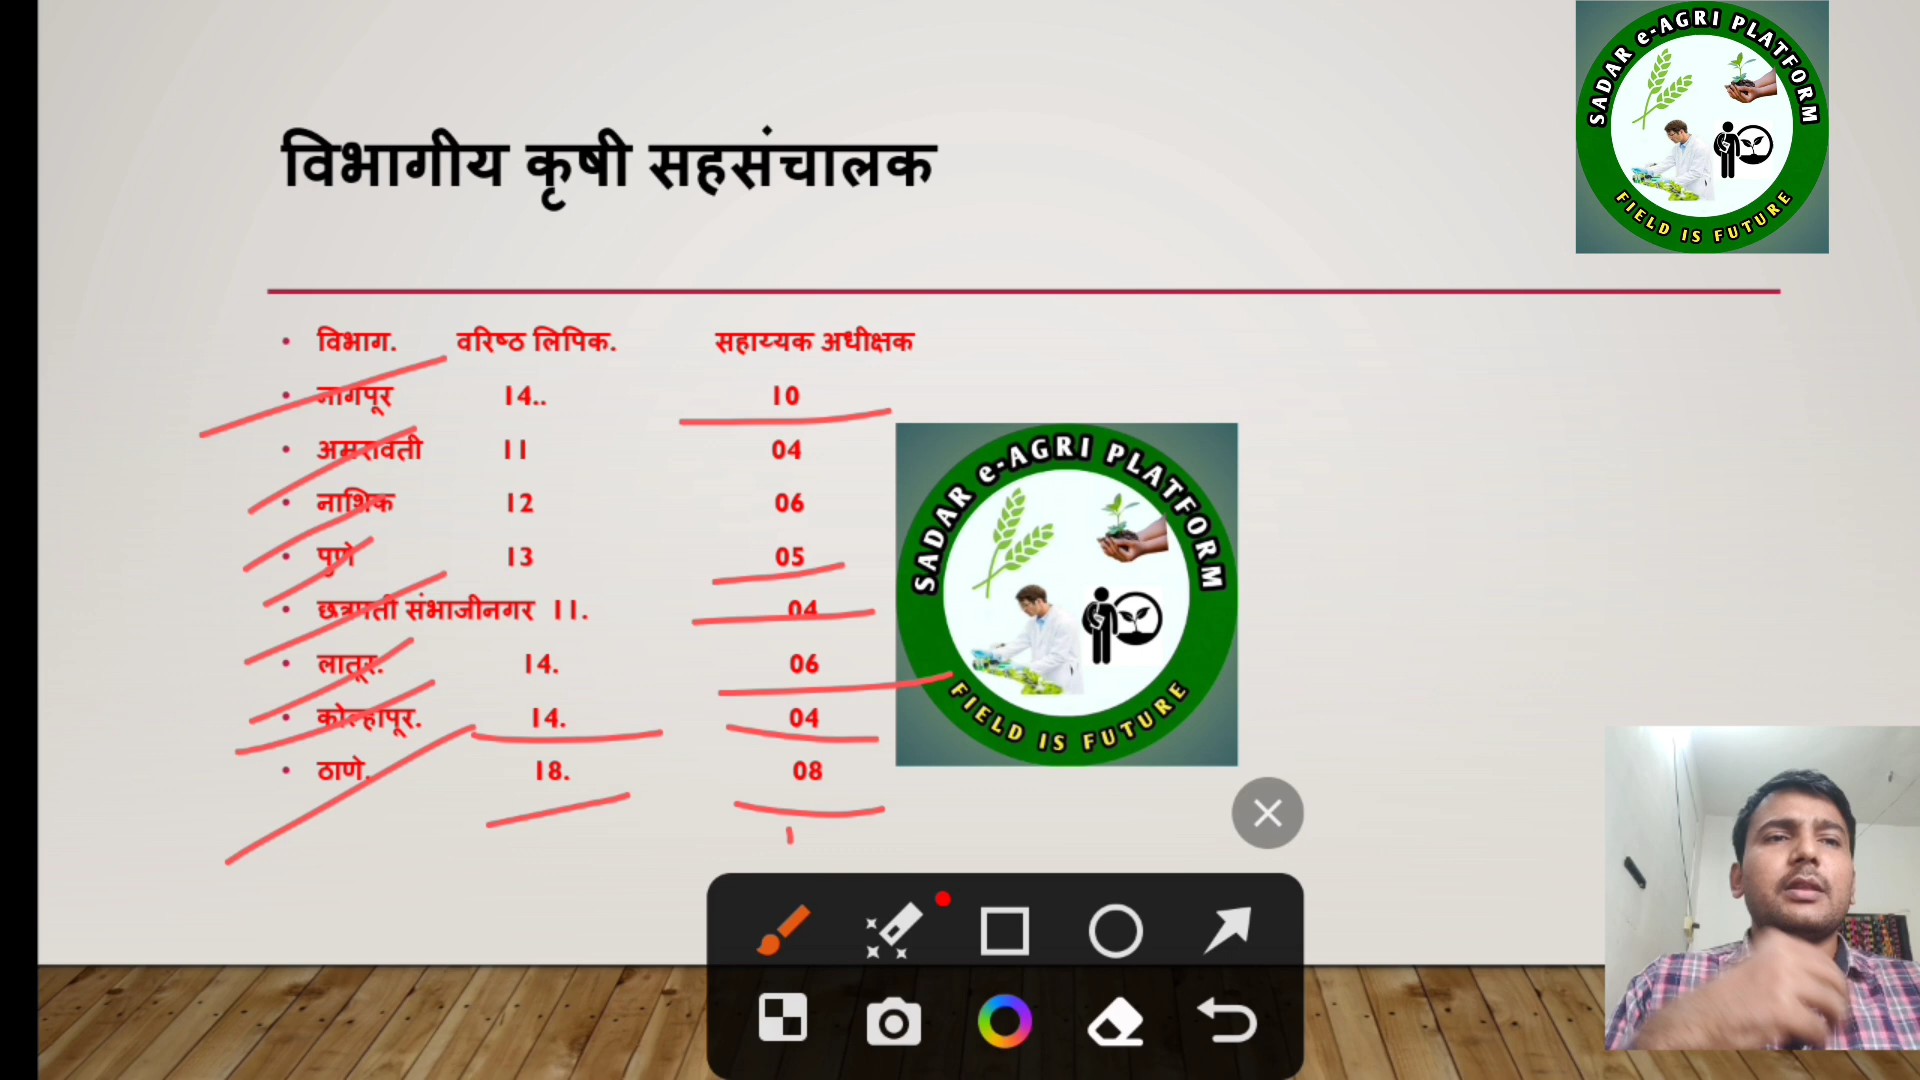 SADAR e-AGRI PLATFORM
FIELD IS FUTURE
विभागीय कृषी सहसंचालक
• विभाग. वरिष्ठ लिपिक. सहाय्यक अधीक्षक
• नागपूर 14.. 10
• अमरावती 11 04
• नाशिक 12 06
• पुणे 13 05
• छत्रपती संभाजीनगर 11. 04
• लातूर. 14. 06
• कोल्हापूर. 14. 04
• ठाणे. 18. 08
SADAR e-AGRI PLATFORM
FIELD IS FUTURE